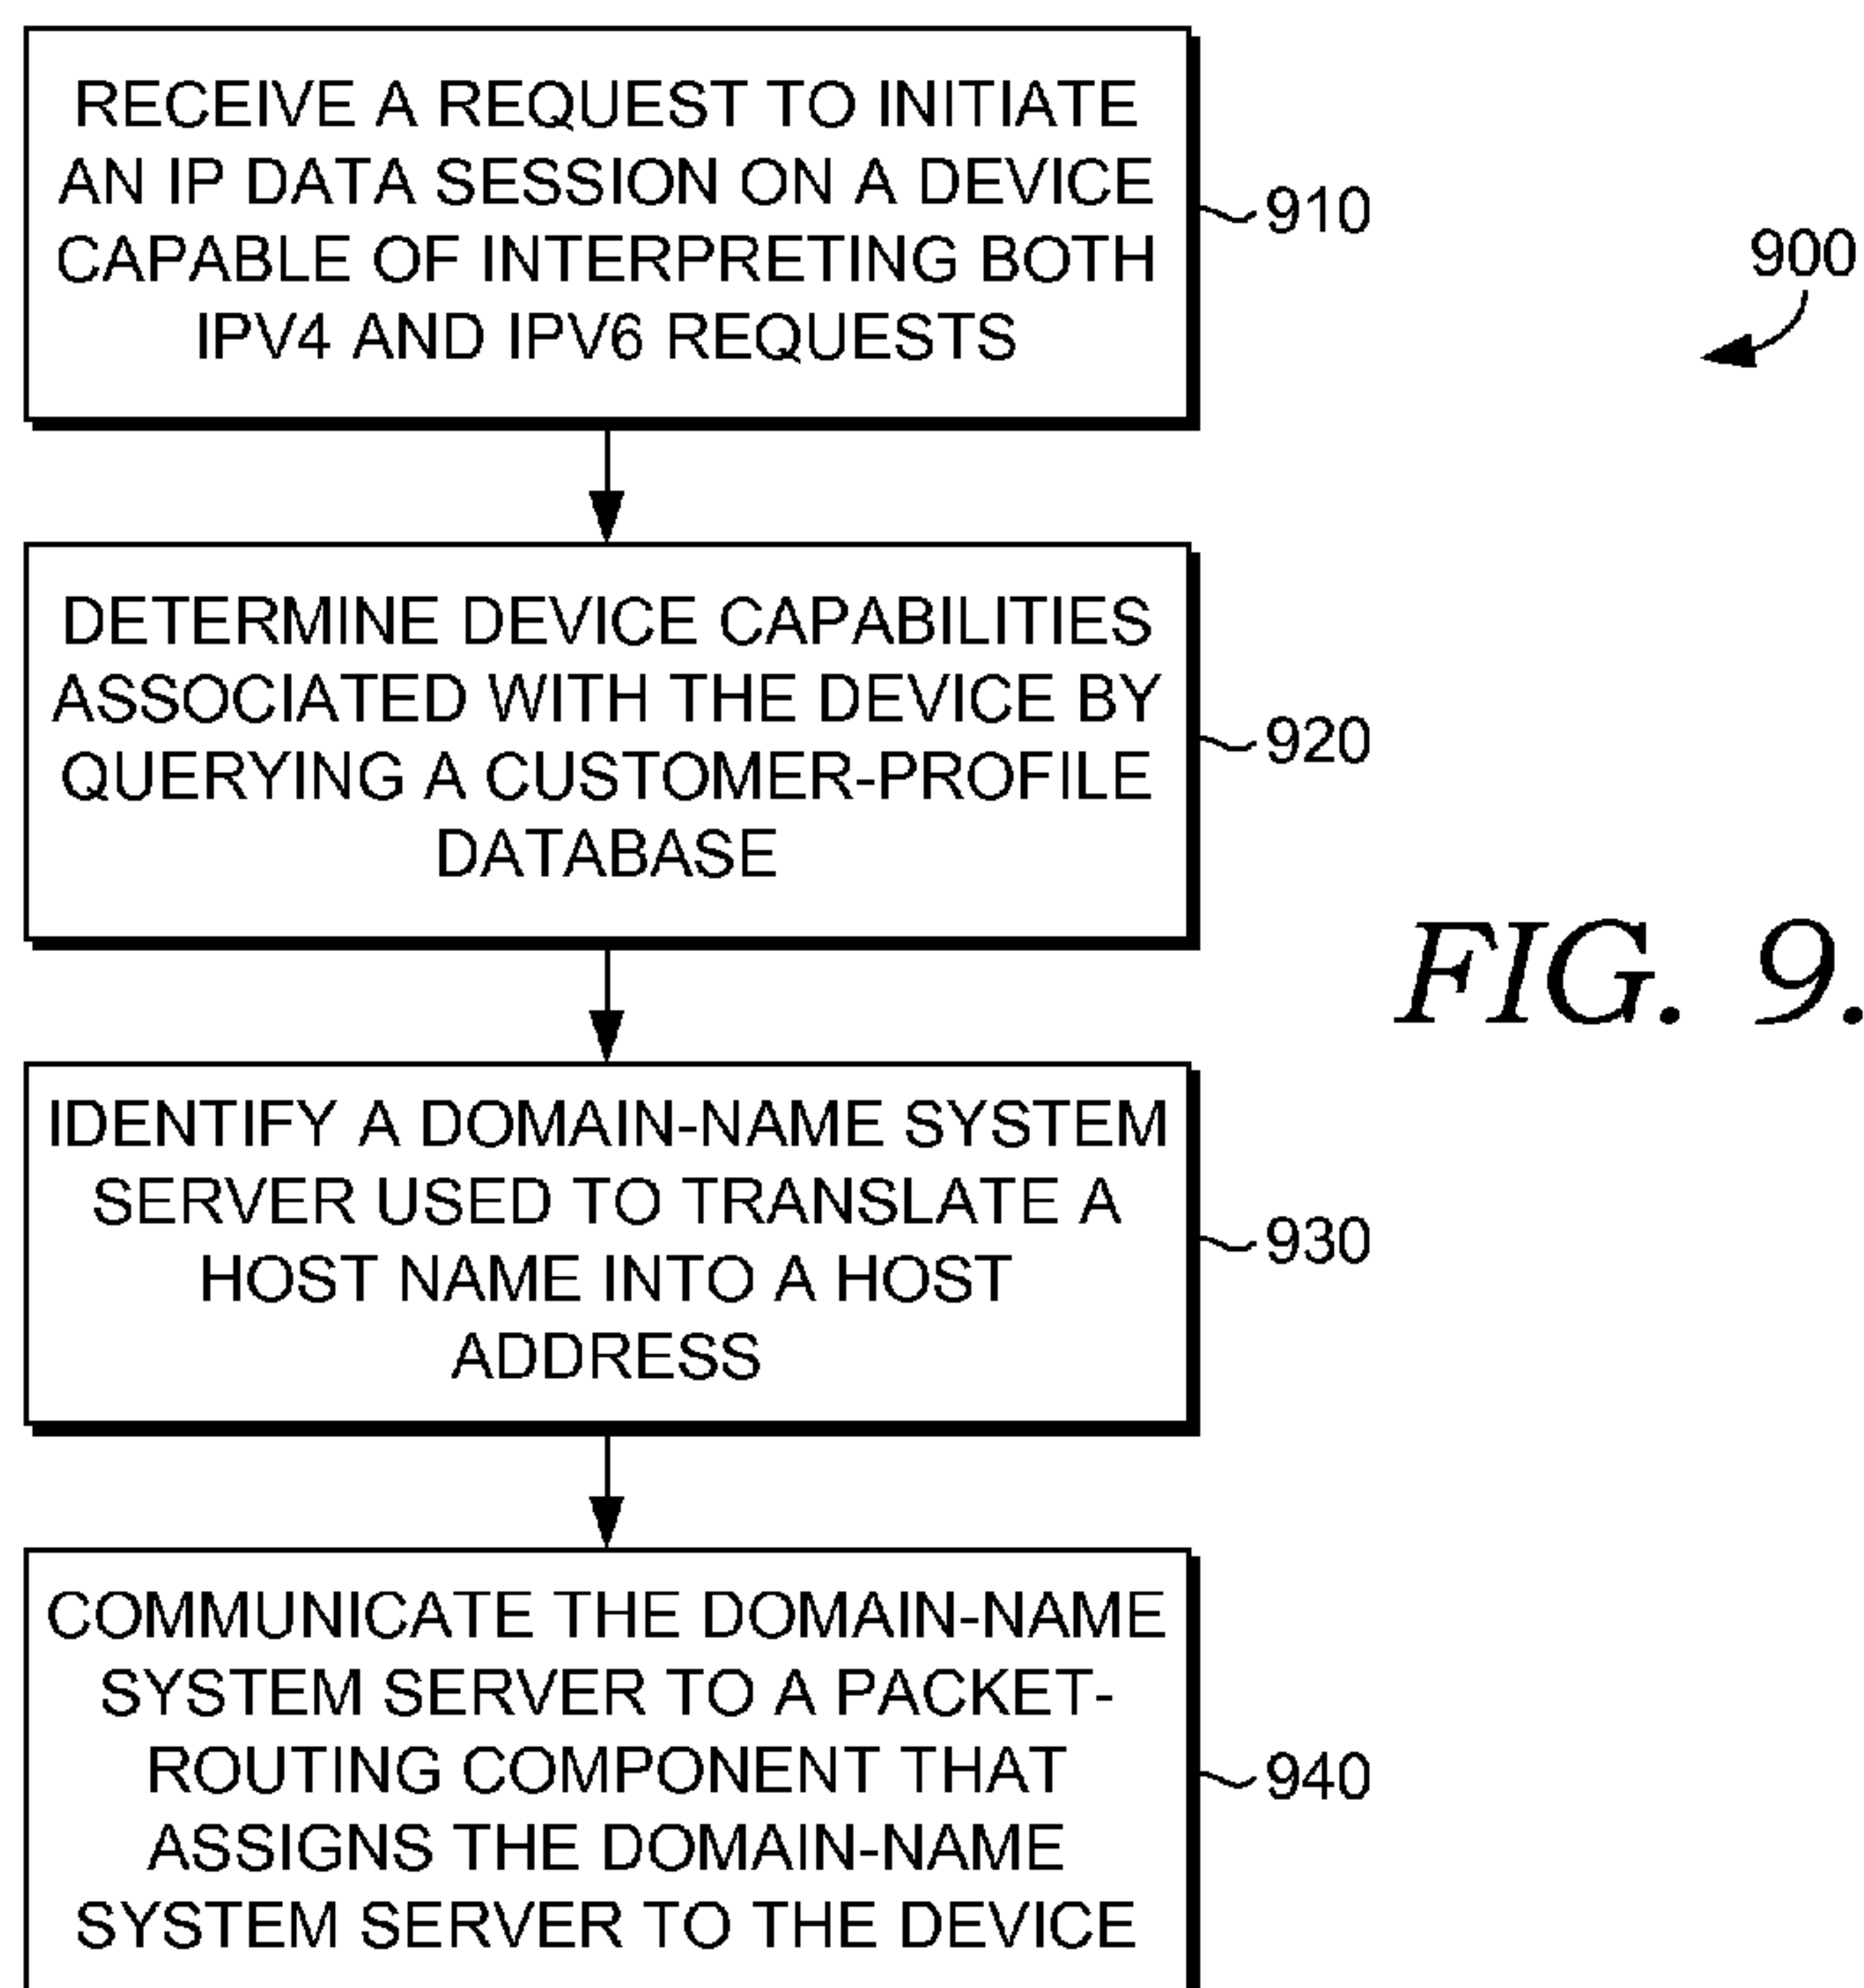 RECEIVE A REQUEST TO INITIATE
AN IP DATA SESSION ON A DEVICE
CAPABLE OF INTERPRETING BOTH
IPV4 AND IPV6 REQUESTS
910
900
DETERMINE DEVICE CAPABILITIES
ASSOCIATED WITH THE DEVICE BY
QUERYING A CUSTOMER-PROFILE
DATABASE
920
FIG. 9.
IDENTIFY A DOMAIN-NAME SYSTEM
SERVER USED TO TRANSLATE A
HOST NAME INTO A HOST
ADDRESS
930
COMMUNICATE THE DOMAIN-NAME
SYSTEM SERVER TO A PACKET-
ROUTING COMPONENT THAT
ASSIGNS THE DOMAIN-NAME
SYSTEM SERVER TO THE DEVICE
940